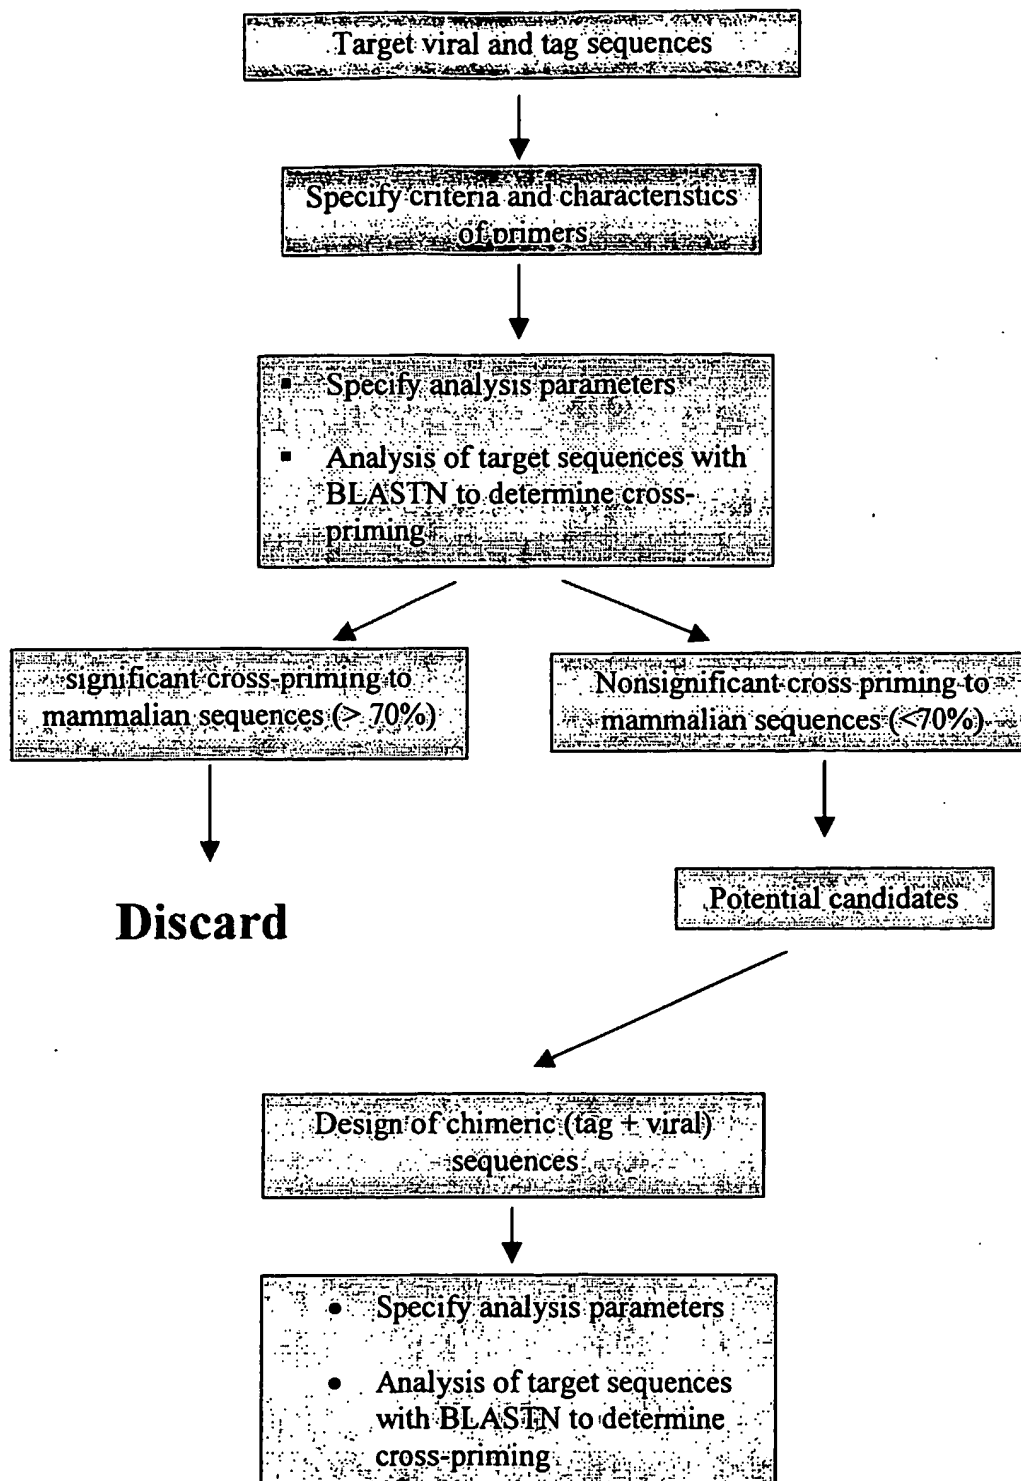 Target viral and tag sequences
Specify criteria and characteristics
of primers
▪ Specify analysis parameters
▪ Analysis of target sequences with
BLASTN to determine cross-
priming
significant cross-priming to
mammalian sequences (> 70%)
Nonsignificant cross priming to
mammalian sequences (<70%)
Discard
Potential candidates
Design of chimeric (tag + viral)
sequences
• Specify analysis parameters
• Analysis of target sequences
with BLASTN to determine
cross-priming